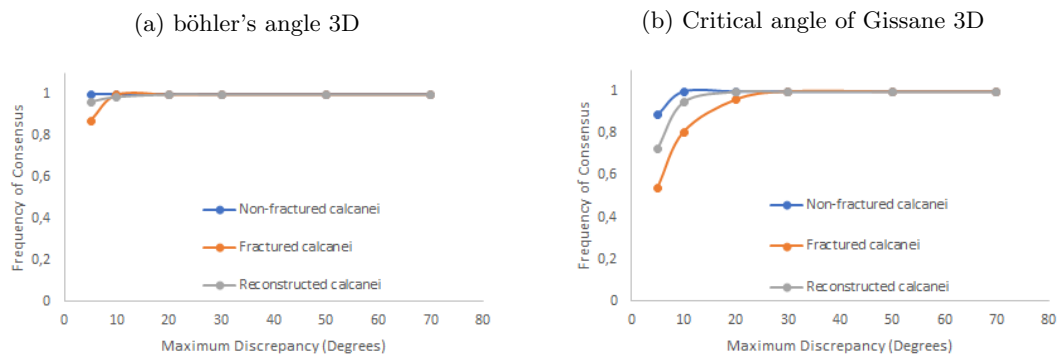 (a) böhler’s angle 3D
Frequency of Consensus
1
0,8
0,6
0,4
0,2
0
Non-fractured calcanei
Fractured calcanei
Reconstructed calcanei
0 10 20 30 40 50 60 70 80
Maximum Discrepancy (Degrees)
(b) Critical angle of Gissane 3D
Frequency of Consensus
1
0,8
0,6
0,4
0,2
0
Non-fractured calcanei
Fractured calcanei
Reconstructed calcanei
0 10 20 30 40 50 60 70 80
Maximum Discrepancy (Degrees)